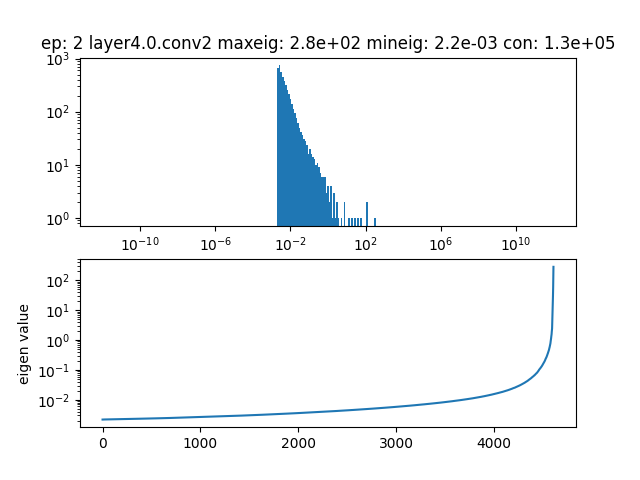 ep: 2 layer4.0.conv2 maxeig: 2.8e+02 mineig: 2.2e-03 con: 1.3e+05
10³
10²
10¹
10⁰
10⁻¹⁰ 10⁻⁶ 10⁻² 10² 10⁶ 10¹⁰
eigen value
10²
10¹
10⁰
10⁻¹
10⁻²
0 1000 2000 3000 4000